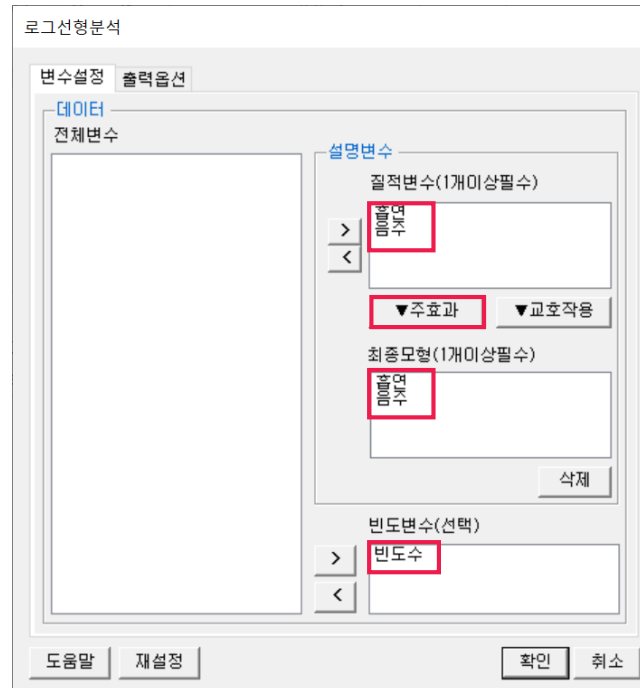 로그선형분석
변수설정 출력옵션
데이터
전체변수
설명변수
질적변수(1개이상필수)
흡연
음주
>
<
▼주효과 ▼교호작용
최종모형(1개이상필수)
흡연
음주
삭제
빈도변수(선택)
빈도수
>
<
도움말 재설정 확인 취소